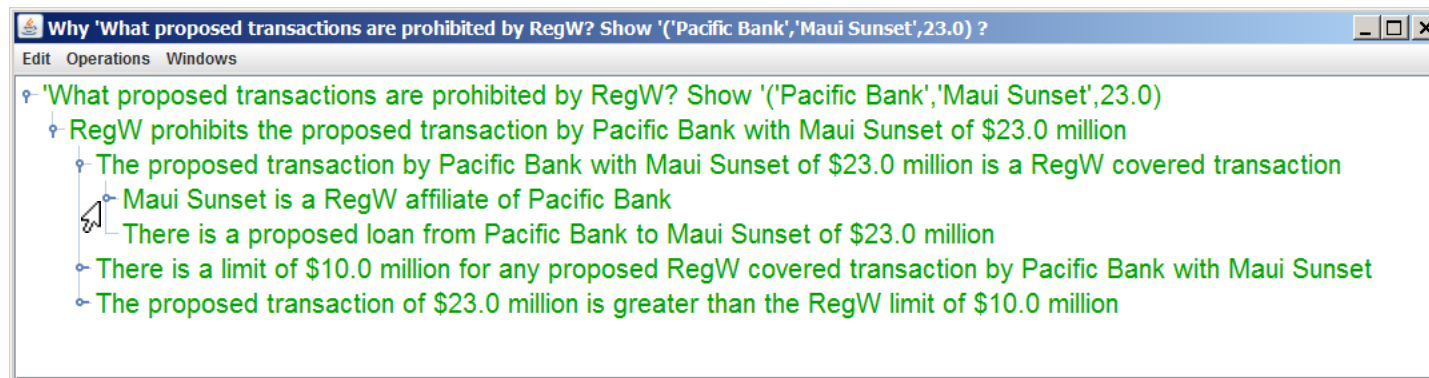 Why 'What proposed transactions are prohibited by RegW? Show '('Pacific Bank','Maui Sunset',23.0) ?
Edit Operations Windows
'What proposed transactions are prohibited by RegW? Show '('Pacific Bank','Maui Sunset',23.0)
RegW prohibits the proposed transaction by Pacific Bank with Maui Sunset of $23.0 million
The proposed transaction by Pacific Bank with Maui Sunset of $23.0 million is a RegW covered transaction
Maui Sunset is a RegW affiliate of Pacific Bank
There is a proposed loan from Pacific Bank to Maui Sunset of $23.0 million
There is a limit of $10.0 million for any proposed RegW covered transaction by Pacific Bank with Maui Sunset
The proposed transaction of $23.0 million is greater than the RegW limit of $10.0 million